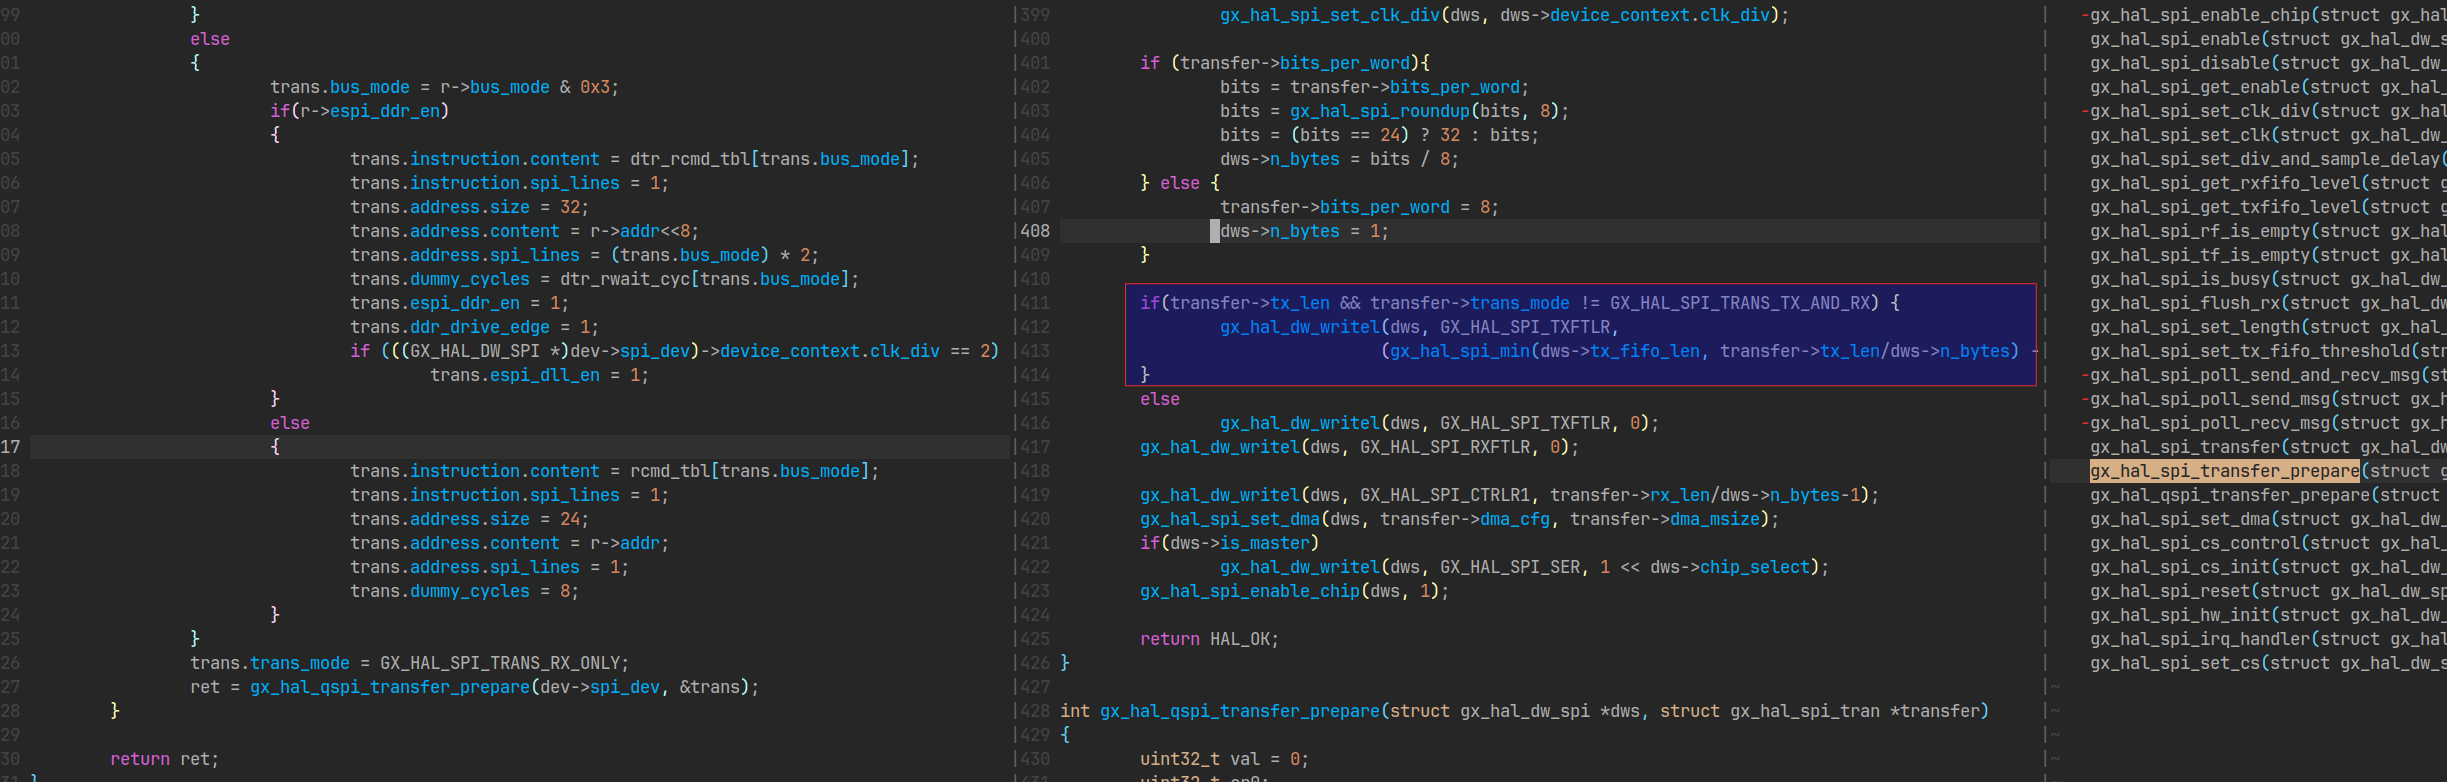 99 }
00 else
01 {
02 trans.bus_mode = r->bus_mode & 0x3;
03 if(r->espi_ddr_en)
04 {
05 trans.instruction.content = dtr_rcmd_tbl[trans.bus_mode];
06 trans.instruction.spi_lines = 1;
07 trans.address.size = 32;
08 trans.address.content = r->addr<<8;
09 trans.address.spi_lines = (trans.bus_mode) * 2;
10 trans.dummy_cycles = dtr_rwait_cyc[trans.bus_mode];
11 trans.espi_ddr_en = 1;
12 trans.ddr_drive_edge = 1;
13 if (((GX_HAL_DW_SPI *)dev->spi_dev)->device_context.clk_div == 2)
14 trans.espi_dll_en = 1;
15 }
16 else
17 {
18 trans.instruction.content = rcmd_tbl[trans.bus_mode];
19 trans.instruction.spi_lines = 1;
20 trans.address.size = 24;
21 trans.address.content = r->addr;
22 trans.address.spi_lines = 1;
23 trans.dummy_cycles = 8;
24 }
25 }
26 trans.trans_mode = GX_HAL_SPI_TRANS_RX_ONLY;
27 ret = gx_hal_qspi_transfer_prepare(dev->spi_dev, &trans);
28 }
29
30 return ret;
31 }
|399 gx_hal_spi_set_clk_div(dws, dws->device_context.clk_div);
|400
|401 if (transfer->bits_per_word){
|402 bits = transfer->bits_per_word;
|403 bits = gx_hal_spi_roundup(bits, 8);
|404 bits = (bits == 24) ? 32 : bits;
|405 dws->n_bytes = bits / 8;
|406 } else {
|407 transfer->bits_per_word = 8;
|408 dws->n_bytes = 1;
|409 }
|410
|411 if(transfer->tx_len && transfer->trans_mode != GX_HAL_SPI_TRANS_TX_AND_RX) {
|412 gx_hal_dw_writel(dws, GX_HAL_SPI_TXFTLR,
|413 (gx_hal_spi_min(dws->tx_fifo_len, transfer->tx_len/dws->n_bytes) -
|414 }
|415 else
|416 gx_hal_dw_writel(dws, GX_HAL_SPI_TXFTLR, 0);
|417 gx_hal_dw_writel(dws, GX_HAL_SPI_RXFTLR, 0);
|418
|419 gx_hal_dw_writel(dws, GX_HAL_SPI_CTRLR1, transfer->rx_len/dws->n_bytes-1);
|420 gx_hal_spi_set_dma(dws, transfer->dma_cfg, transfer->dma_msize);
|421 if(dws->is_master)
|422 gx_hal_dw_writel(dws, GX_HAL_SPI_SER, 1 << dws->chip_select);
|423 gx_hal_spi_enable_chip(dws, 1);
|424
|425 return HAL_OK;
|426 }
|427
|428 int gx_hal_qspi_transfer_prepare(struct gx_hal_dw_spi *dws, struct gx_hal_spi_tran *transfer)
|429 {
|430 uint32_t val = 0;
|431 uint32_t cr0;
| -gx_hal_spi_enable_chip(struct gx_hal
| gx_hal_spi_enable(struct gx_hal_dw_s
| gx_hal_spi_disable(struct gx_hal_dw_
| gx_hal_spi_get_enable(struct gx_hal_
| -gx_hal_spi_set_clk_div(struct gx_hal
| gx_hal_spi_set_clk(struct gx_hal_dw_
| gx_hal_spi_set_div_and_sample_delay(
| gx_hal_spi_get_rxfifo_level(struct g
| gx_hal_spi_get_txfifo_level(struct g
| gx_hal_spi_rf_is_empty(struct gx_hal
| gx_hal_spi_tf_is_empty(struct gx_hal
| gx_hal_spi_is_busy(struct gx_hal_dw_
| gx_hal_spi_flush_rx(struct gx_hal_dw
| gx_hal_spi_set_length(struct gx_hal_
| gx_hal_spi_set_tx_fifo_threshold(str
| -gx_hal_spi_poll_send_and_recv_msg(st
| -gx_hal_spi_poll_send_msg(struct gx_h
| -gx_hal_spi_poll_recv_msg(struct gx_h
| gx_hal_spi_transfer(struct gx_hal_dw
| gx_hal_spi_transfer_prepare(struct g
| gx_hal_qspi_transfer_prepare(struct
| gx_hal_spi_set_dma(struct gx_hal_dw_
| gx_hal_spi_cs_control(struct gx_hal_
| gx_hal_spi_cs_init(struct gx_hal_dw_
| gx_hal_spi_reset(struct gx_hal_dw_sp
| gx_hal_spi_hw_init(struct gx_hal_dw_
| gx_hal_spi_irq_handler(struct gx_hal
| gx_hal_spi_set_cs(struct gx_hal_dw_s
|~
|~
|~
|~